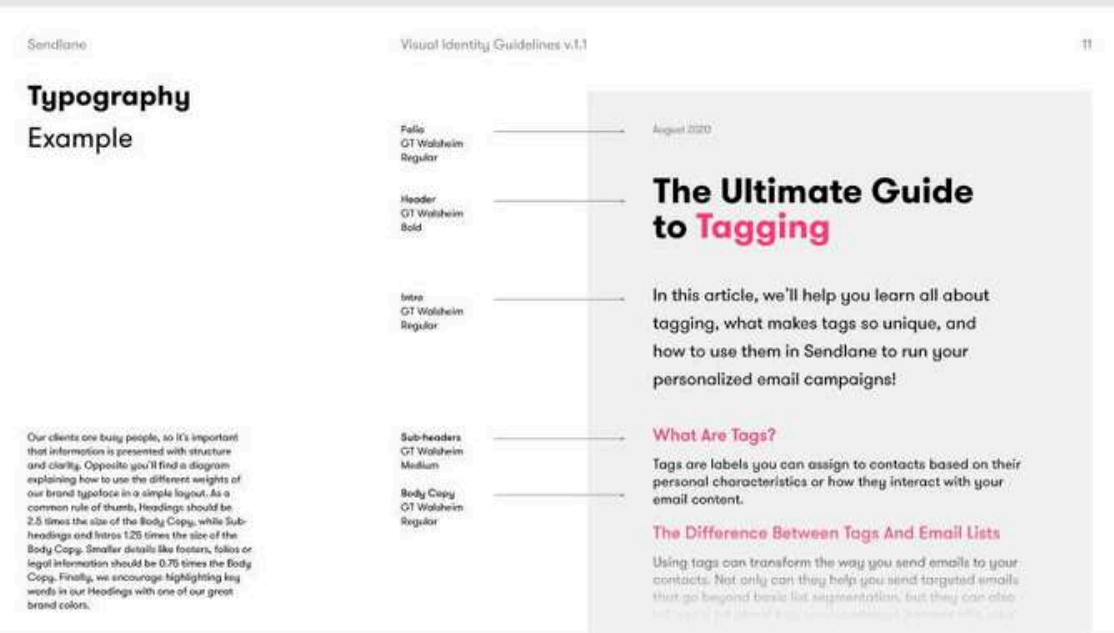 Sendlane
Visual Identity Guidelines v.1.1
11
Typography
Example
Our clients are busy people, so it's important
that information is presented with structure
and clarity. Opposite you'll find a diagram
explaining how to use the different weights of
our brand typeface in a simple layout. As a
common rule of thumb, Headings should be
2.5 times the size of the Body Copy, while Sub-
headings and Intros 1.25 times the size of the
Body Copy. Smaller details like footers, folios or
legal information should be 0.75 times the Body
Copy. Finally, we encourage highlighting key
words in our Headings with one of our great
brand colors.
Folio
GT Walsheim
Regular
Header
GT Walsheim
Bold
Intro
GT Walsheim
Regular
Sub-headers
GT Walsheim
Medium
Body Copy
GT Walsheim
Regular
August 2020
The Ultimate Guide
to Tagging
In this article, we'll help you learn all about
tagging, what makes tags so unique, and
how to use them in Sendlane to run your
personalized email campaigns!
What Are Tags?
Tags are labels you can assign to contacts based on their
personal characteristics or how they interact with your
email content.
The Difference Between Tags And Email Lists
Using tags can transform the way you send emails to your
contacts. Not only can they help you send targeted emails
that go beyond basic list segmentation, but they can also